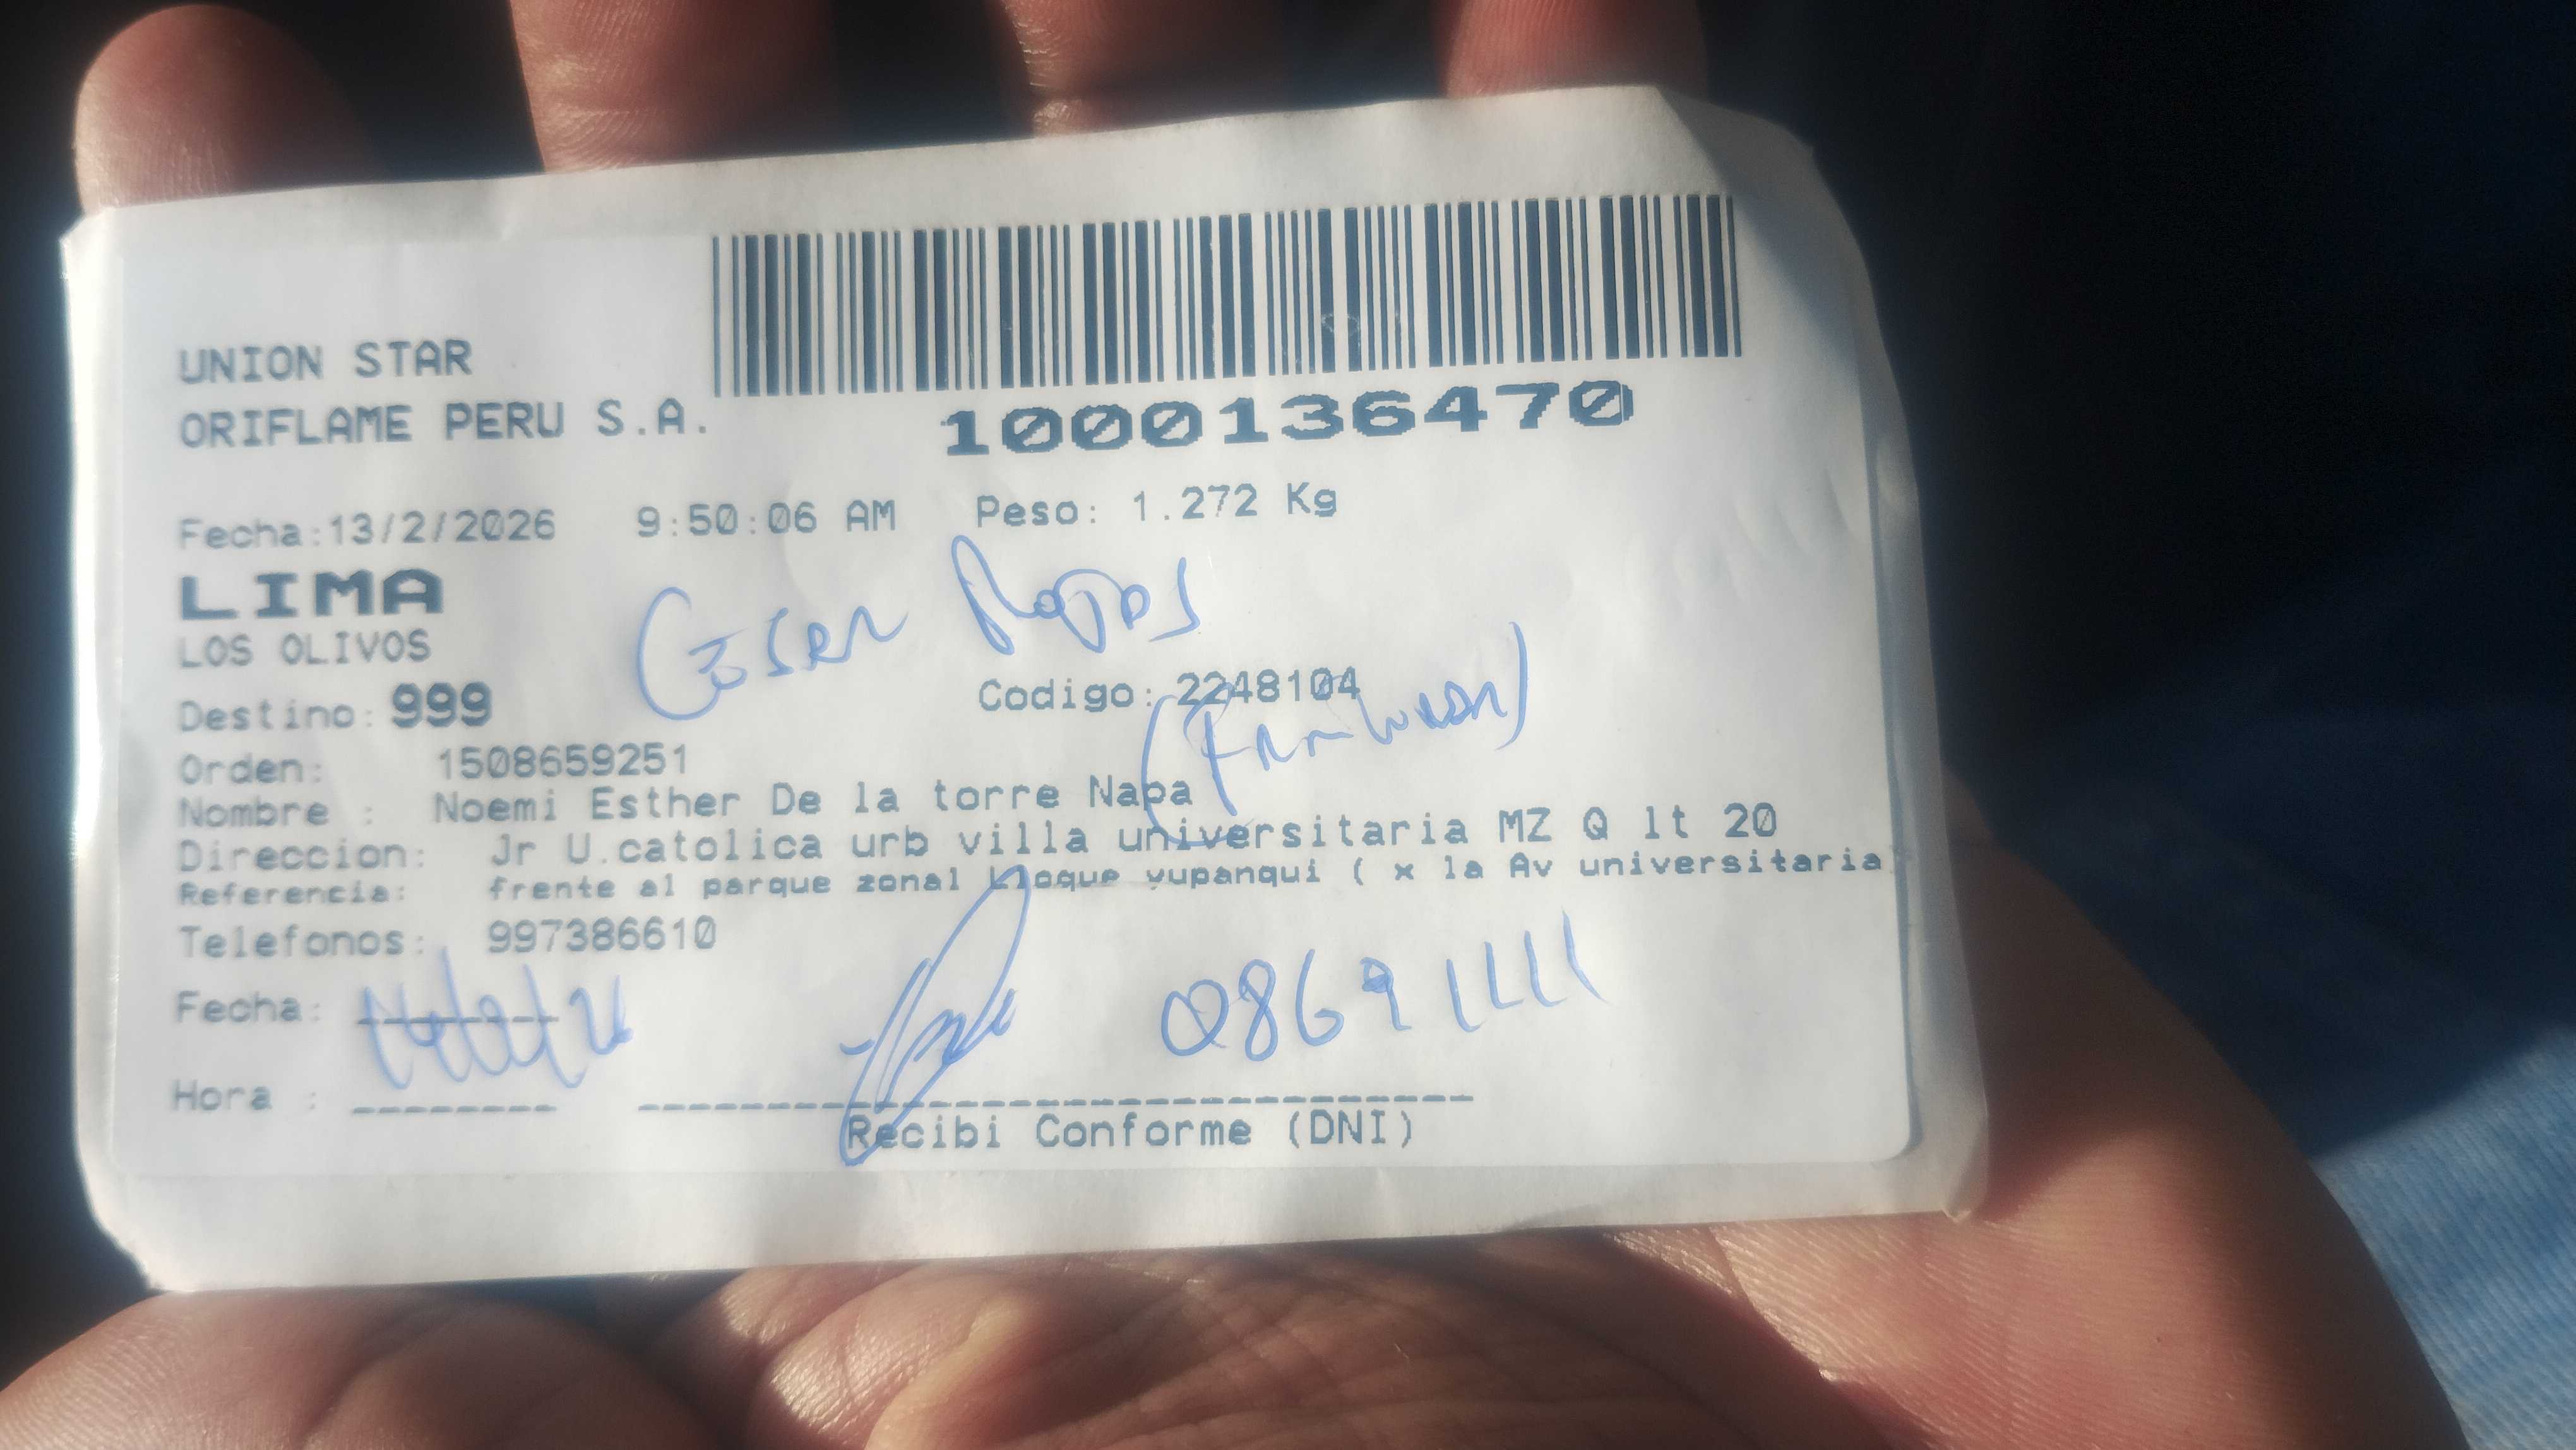 UNION STAR
ORIFLAME PERU S.A.
1000136470
Fecha:13/2/2026 9:50:06 AM Peso: 1.272 Kg
LIMA
LOS OLIVOS
Cesar Rojas
Destino: 999 Codigo: 2248104
Orden: 1508659251
Nombre : Noemi Esther De la torre Napa
Direccion: Jr U.catolica urb villa universitaria MZ Q lt 20
Referencia: frente al parque zonal Lloque yupanqui ( x la Av universitaria
Telefonos: 997386610
Fecha:
Hora :
Recibi Conforme (DNI)